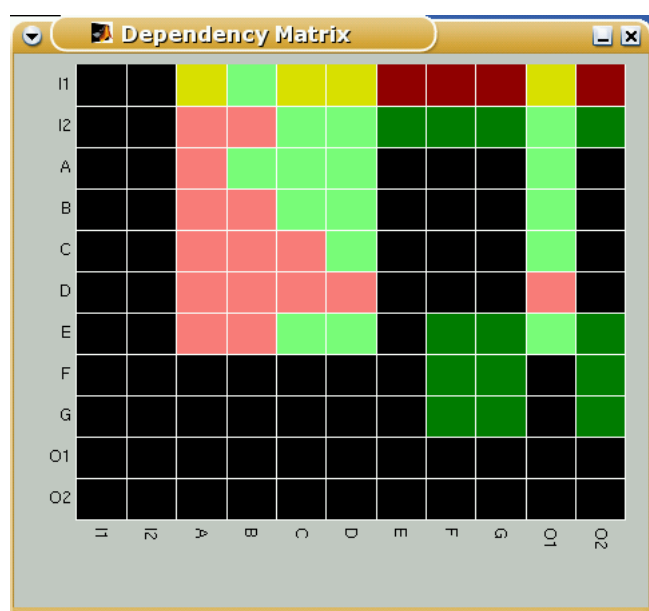 Dependency Matrix
I1
I2
A
B
C
D
E
F
G
O1
O2
I1 I2 A B C D E F G O1 O2